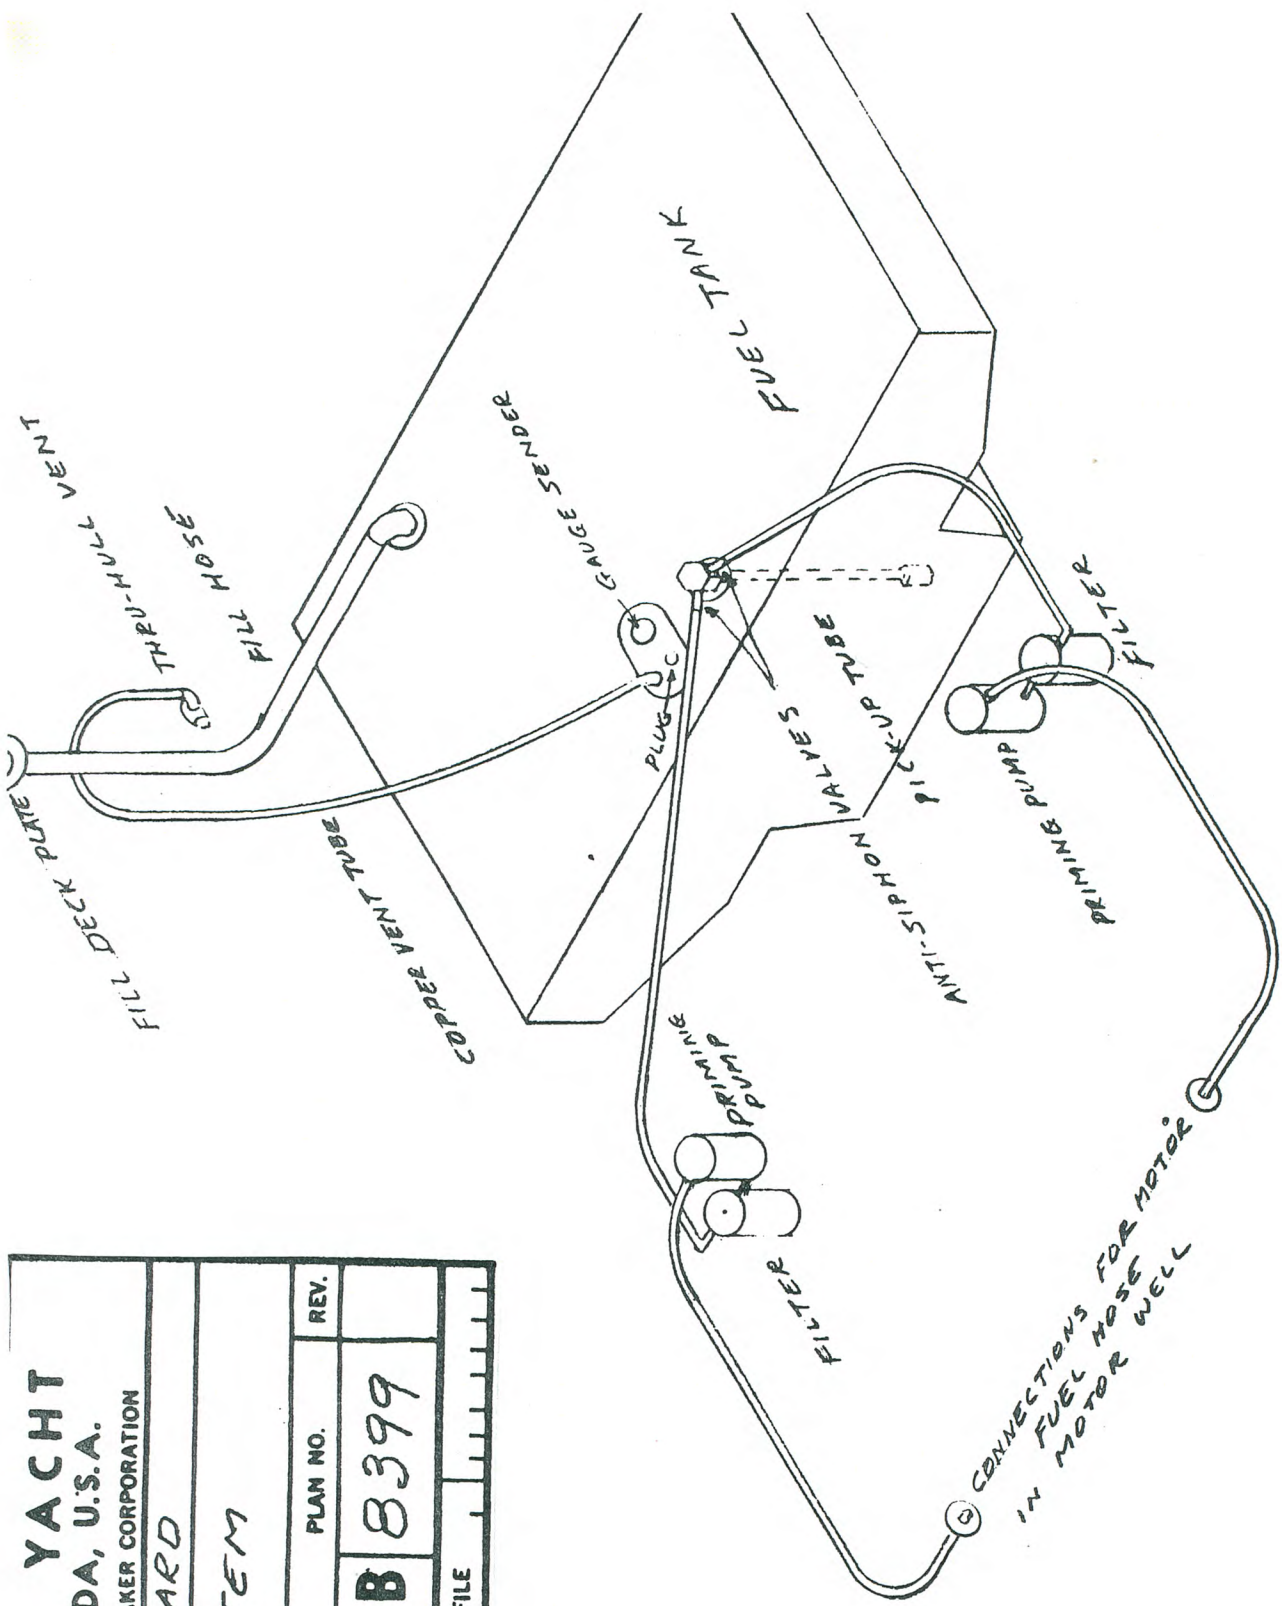 FILL DECK PLATE
THRU-HULL VENT
FILL HOSE
COPPER VENT TUBE
GAUGE SENDER
PLUG
FUEL TANK
ANTI-SIPHON VALVES
PICK-UP TUBE
PRIMING
PUMP
FILTER
PRIMING PUMP
FILTER
CONNECTIONS FOR MOTOR
FUEL HOSE
IN MOTOR WELL
YACHT
DA, U.S.A.
AKER CORPORATION
ARD
TEM
PLAN NO.
REV.
B 8399
FILE